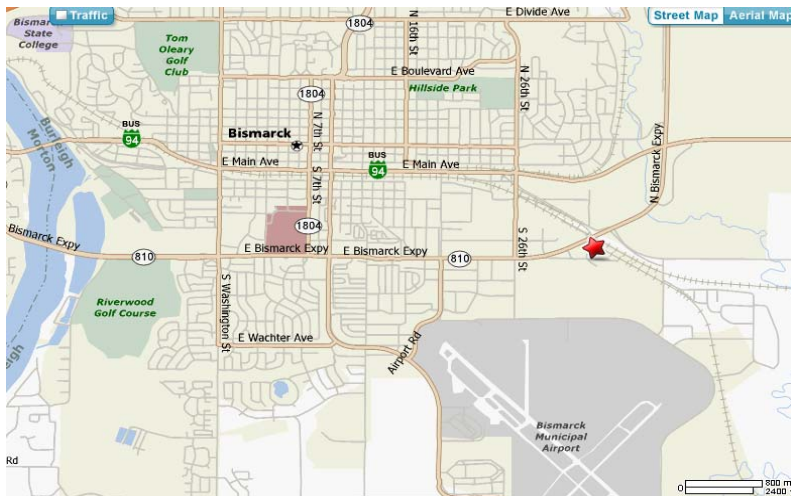 Traffic
Street Map
Aerial Map
Bismar
State
College
Tom
Oleary
Golf
Club
1804
N 16th St
E Divide Ave
E Boulevard Ave
Hillside Park
N 26th St
1804
N 7th St
Burleigh
Morton
BUS
94
Bismarck
E Main Ave
BUS
94
E Main Ave
N Bismarck Expy
S 7th St
1804
Bismarck Expy
810
E Bismarck Expy
E Bismarck Expy
810
S 26th St
Riverwood
Golf Course
S Washington St
E Wachter Ave
Airport Rd
eigh
Bismarck
Municipal
Airport
Rd
0
800 m
2400